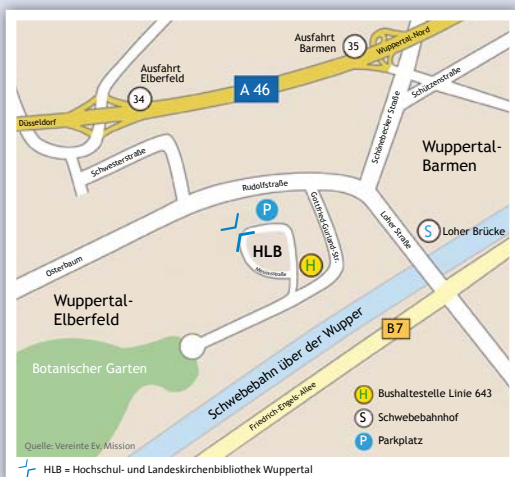 Ausfahrt
Barmen
35
Wuppertal-Nord
Ausfahrt
Elberfeld
34
A 46
Düsseldorf
Schwesterstraße
Schönebecker Straße
Schützenstraße
Wuppertal-
Barmen
Rudolfstraße
P
Gottfried-Gurland-Str.
Loher Straße
S
Loher Brücke
HLB
Missionsstraße
H
Osterbaum
Wuppertal-
Elberfeld
Botanischer Garten
Schwebebahn über der Wupper
B7
Friedrich-Engels-Allee
H Bushaltestelle Linie 643
S Schwebebahnhof
P Parkplatz
Quelle: Vereinte Ev. Mission
HLB = Hochschul- und Landeskirchenbibliothek Wuppertal